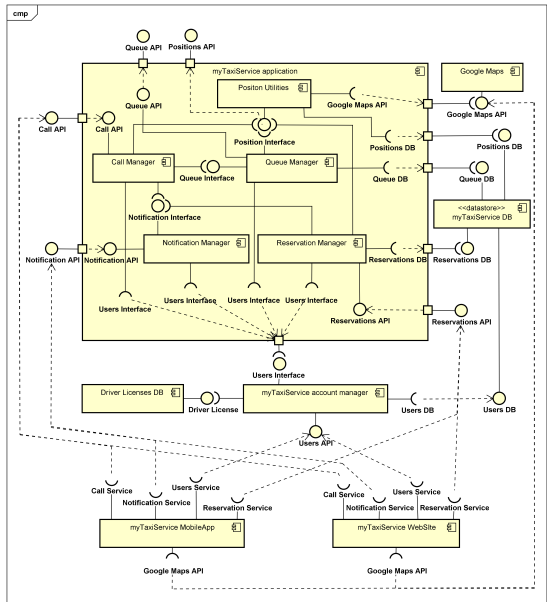 cmp
Queue API
Positions API
myTaxiService application
Positon Utilities
Google Maps
Call API
Call API
Queue API
Google Maps API
Google Maps API
Position Interface
Positions DB
Positions DB
Call Manager
Queue Manager
Queue Interface
Queue DB
Queue DB
<<datastore>>
myTaxiService DB
Notification Interface
Notification Manager
Reservation Manager
Notification API
Notification API
Reservations DB
Reservations DB
Users Interface
Users Interface
Users Interface
Users Interface
Reservations API
Reservations API
Users Interface
Driver Licenses DB
myTaxiService account manager
Driver License
Users DB
Users DB
Users API
Call Service
Notification Service
Users Service
Reservation Service
Call Service
Notification Service
Users Service
Reservation Service
myTaxiService MobileApp
myTaxiService WebSIte
Google Maps API
Google Maps API